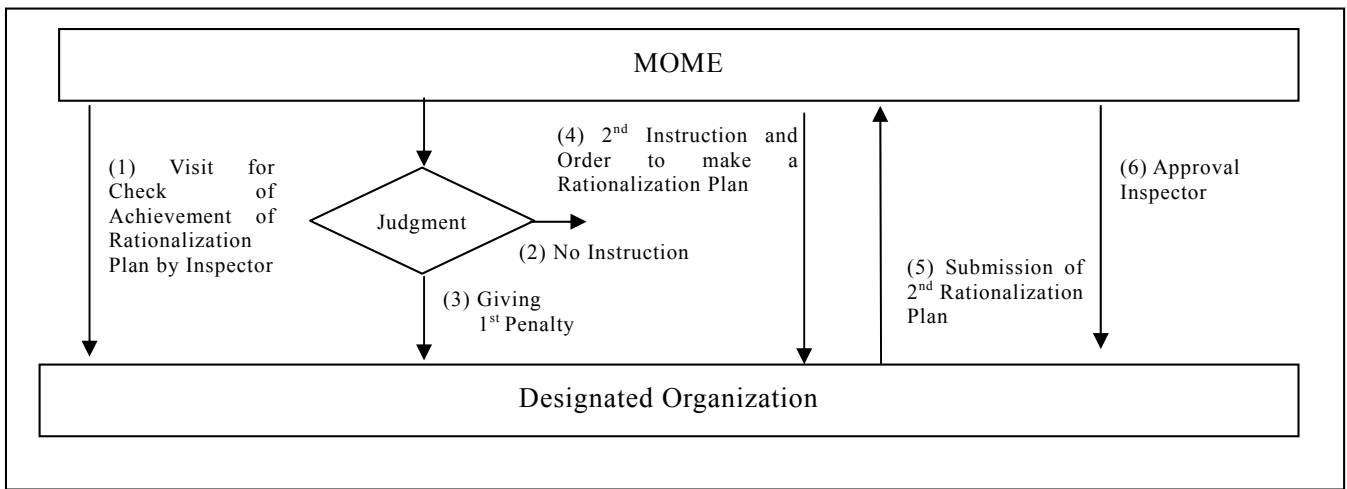 MOME
(1) Visit for
Check of
Achievement of
Rationalization
Plan by Inspector
Judgment
(2) No Instruction
(3) Giving
1st Penalty
(4) 2nd Instruction and
Order to make a
Rationalization Plan
(5) Submission of
2nd Rationalization
Plan
(6) Approval
Inspector
Designated Organization